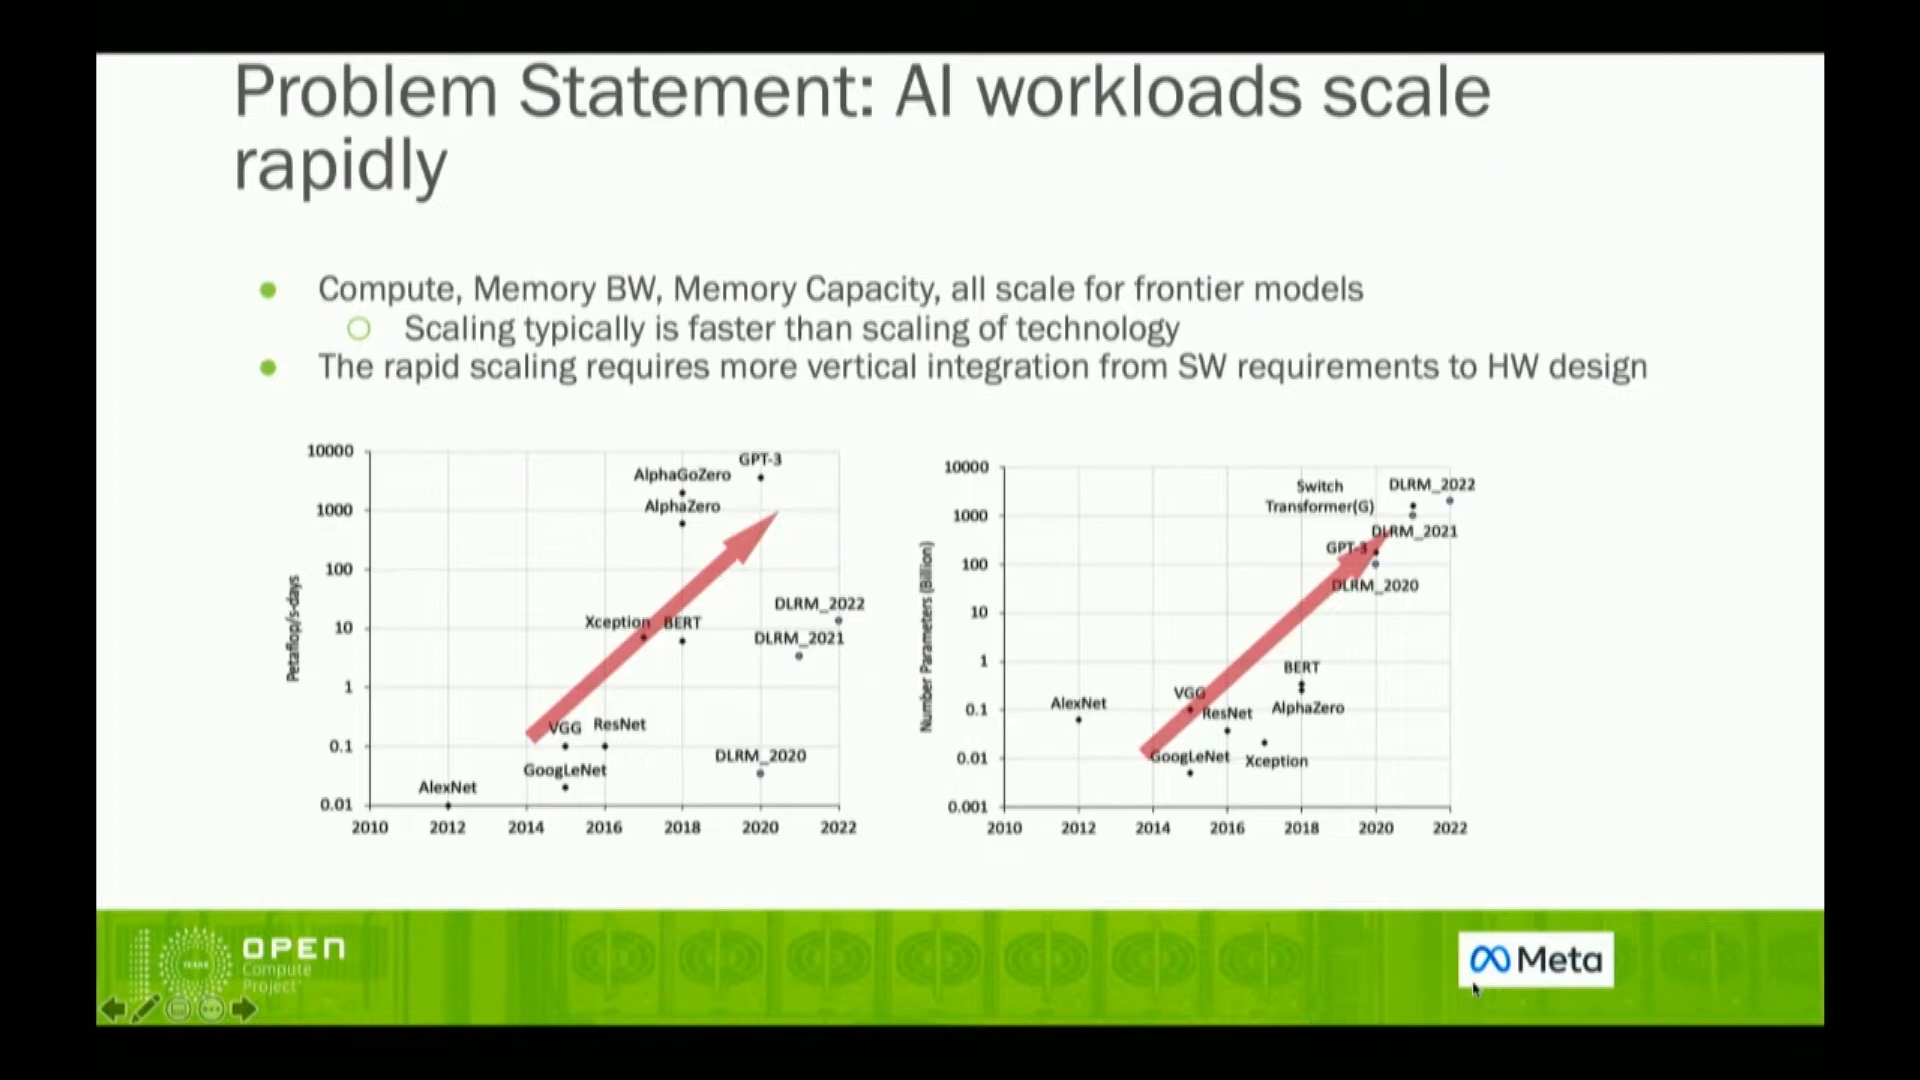 Problem Statement: AI workloads scale
rapidly
Compute, Memory BW, Memory Capacity, all scale for frontier models
Scaling typically is faster than scaling of technology
The rapid scaling requires more vertical integration from SW requirements to HW design
Petaflop/s-days
10000
1000
100
10
1
0.1
0.01
2010 2012 2014 2016 2018 2020 2022
GPT-3
AlphaGoZero
AlphaZero
DLRM_2022
Xception BERT
DLRM_2021
VGG ResNet
DLRM_2020
GoogLeNet
AlexNet
Number Parameters (Billion)
10000
1000
100
10
1
0.1
0.01
0.001
2010 2012 2014 2016 2018 2020 2022
Switch
Transformer(G)
DLRM_2022
DLRM_2021
GPT-3
DLRM_2020
BERT
VGG
AlexNet
ResNet
AlphaZero
GoogLeNet
Xception
YEARS
OPEN
Compute
Project
Meta